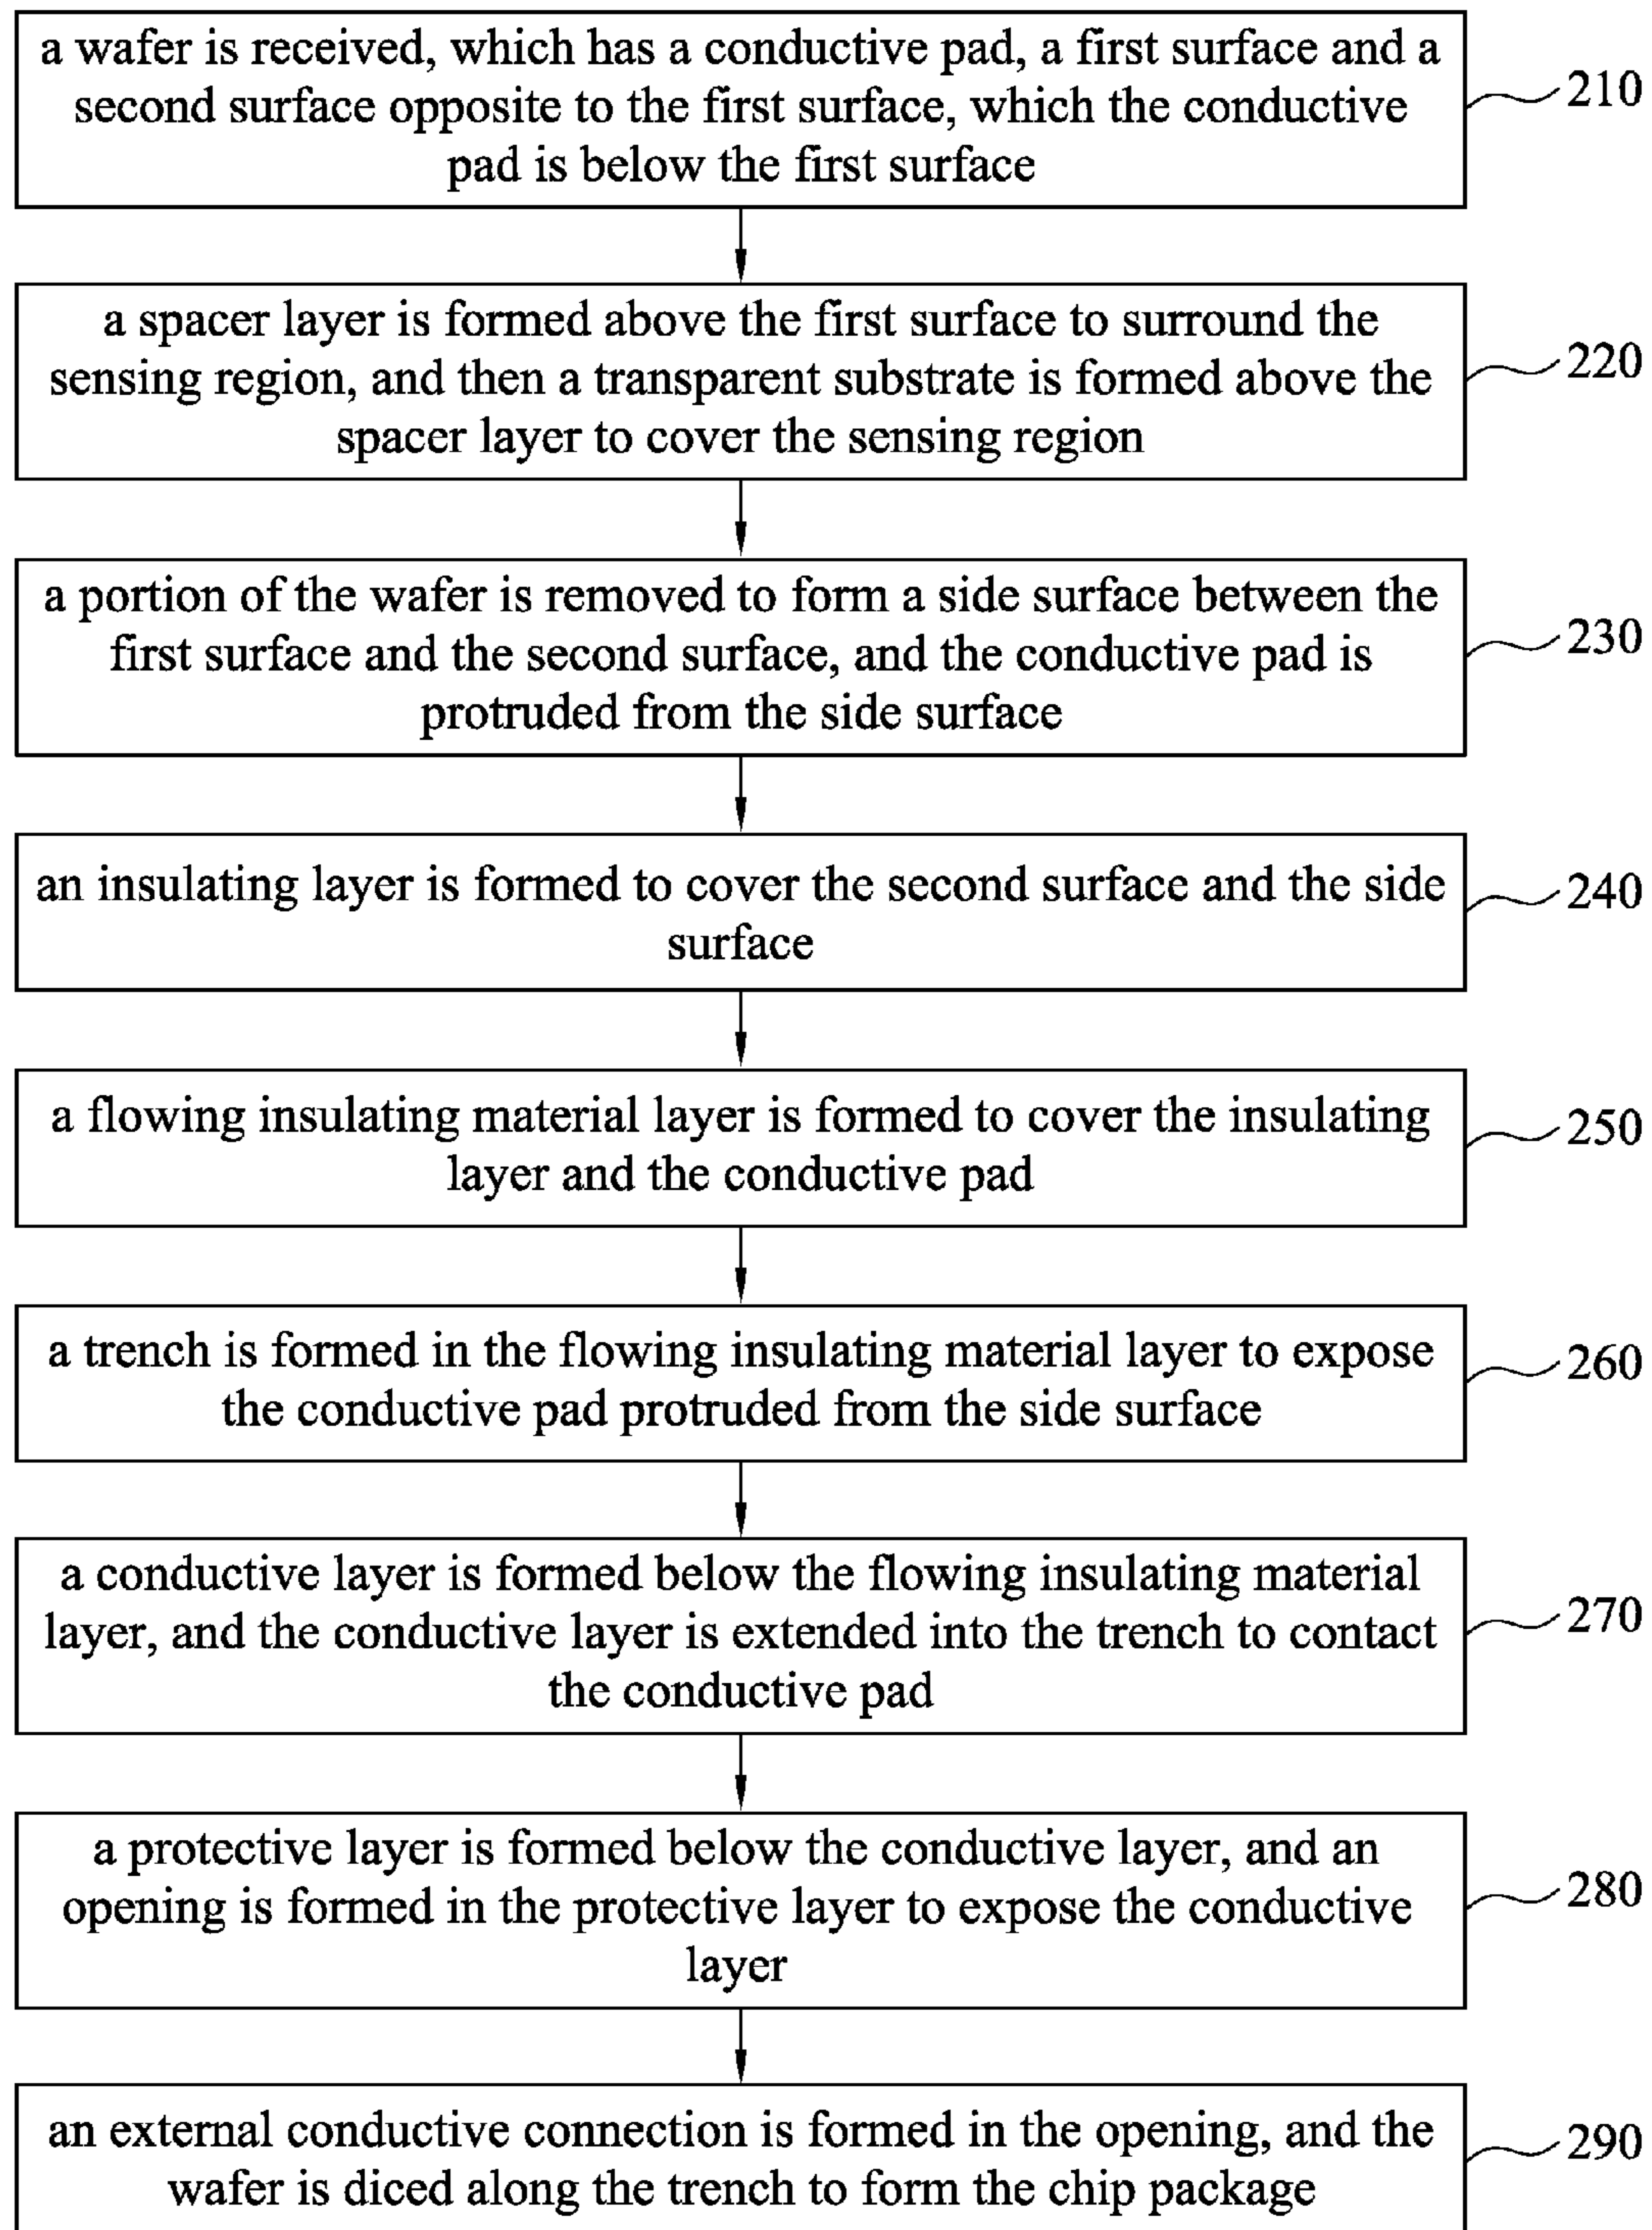 a wafer is received, which has a conductive pad, a first surface and a
second surface opposite to the first surface, which the conductive
pad is below the first surface
210
a spacer layer is formed above the first surface to surround the
sensing region, and then a transparent substrate is formed above the
spacer layer to cover the sensing region
220
a portion of the wafer is removed to form a side surface between the
first surface and the second surface, and the conductive pad is
protruded from the side surface
230
an insulating layer is formed to cover the second surface and the side
surface
240
a flowing insulating material layer is formed to cover the insulating
layer and the conductive pad
250
a trench is formed in the flowing insulating material layer to expose
the conductive pad protruded from the side surface
260
a conductive layer is formed below the flowing insulating material
layer, and the conductive layer is extended into the trench to contact
the conductive pad
270
a protective layer is formed below the conductive layer, and an
opening is formed in the protective layer to expose the conductive
layer
280
an external conductive connection is formed in the opening, and the
wafer is diced along the trench to form the chip package
290